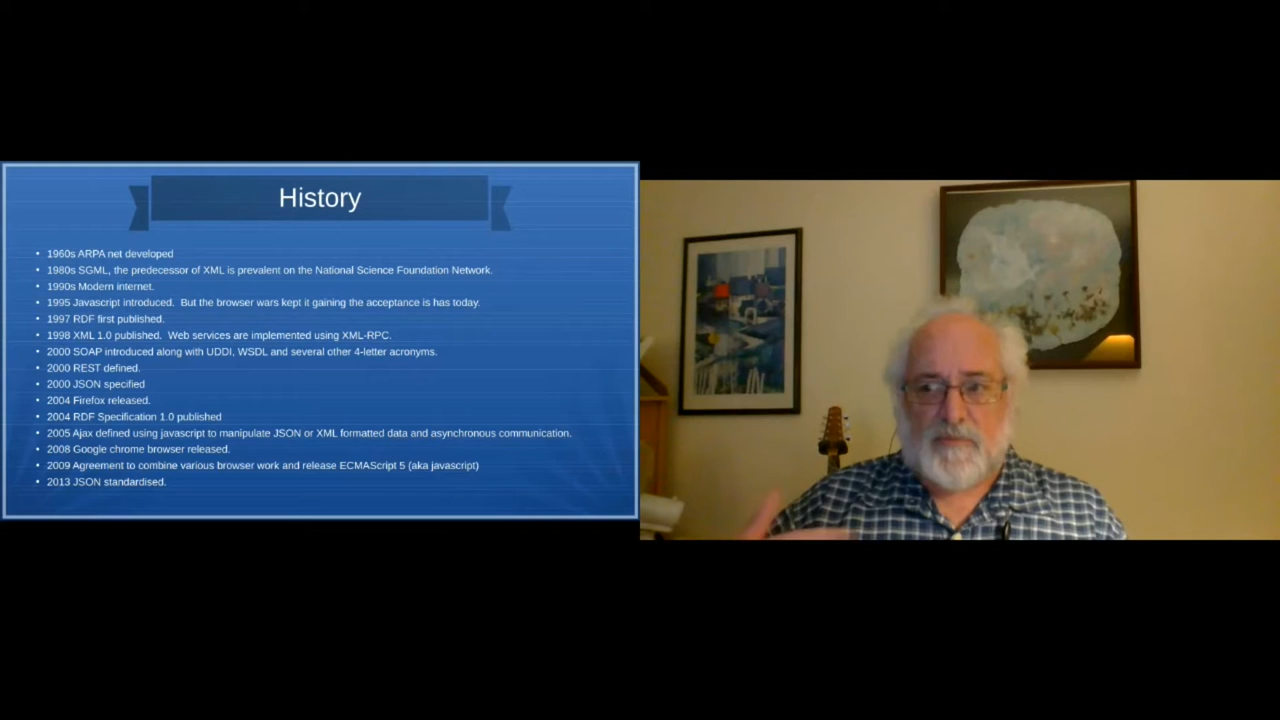 History
1960s ARPA net developed
1980s SGML, the predecessor of XML is prevalent on the National Science Foundation Network.
1990s Modern internet.
1995 Javascript introduced.  But the browser wars kept it gaining the acceptance is has today.
1997 RDF first published.
1998 XML 1.0 published.  Web services are implemented using XML-RPC.
2000 SOAP introduced along with UDDI, WSDL and several other 4-letter acronyms.
2000 REST defined.
2000 JSON specified
2004 Firefox released.
2004 RDF Specification 1.0 published
2005 Ajax defined using javascript to manipulate JSON or XML formatted data and asynchronous communication.
2008 Google chrome browser released.
2009 Agreement to combine various browser work and release ECMAScript 5 (aka javascript)
2013 JSON standardised.